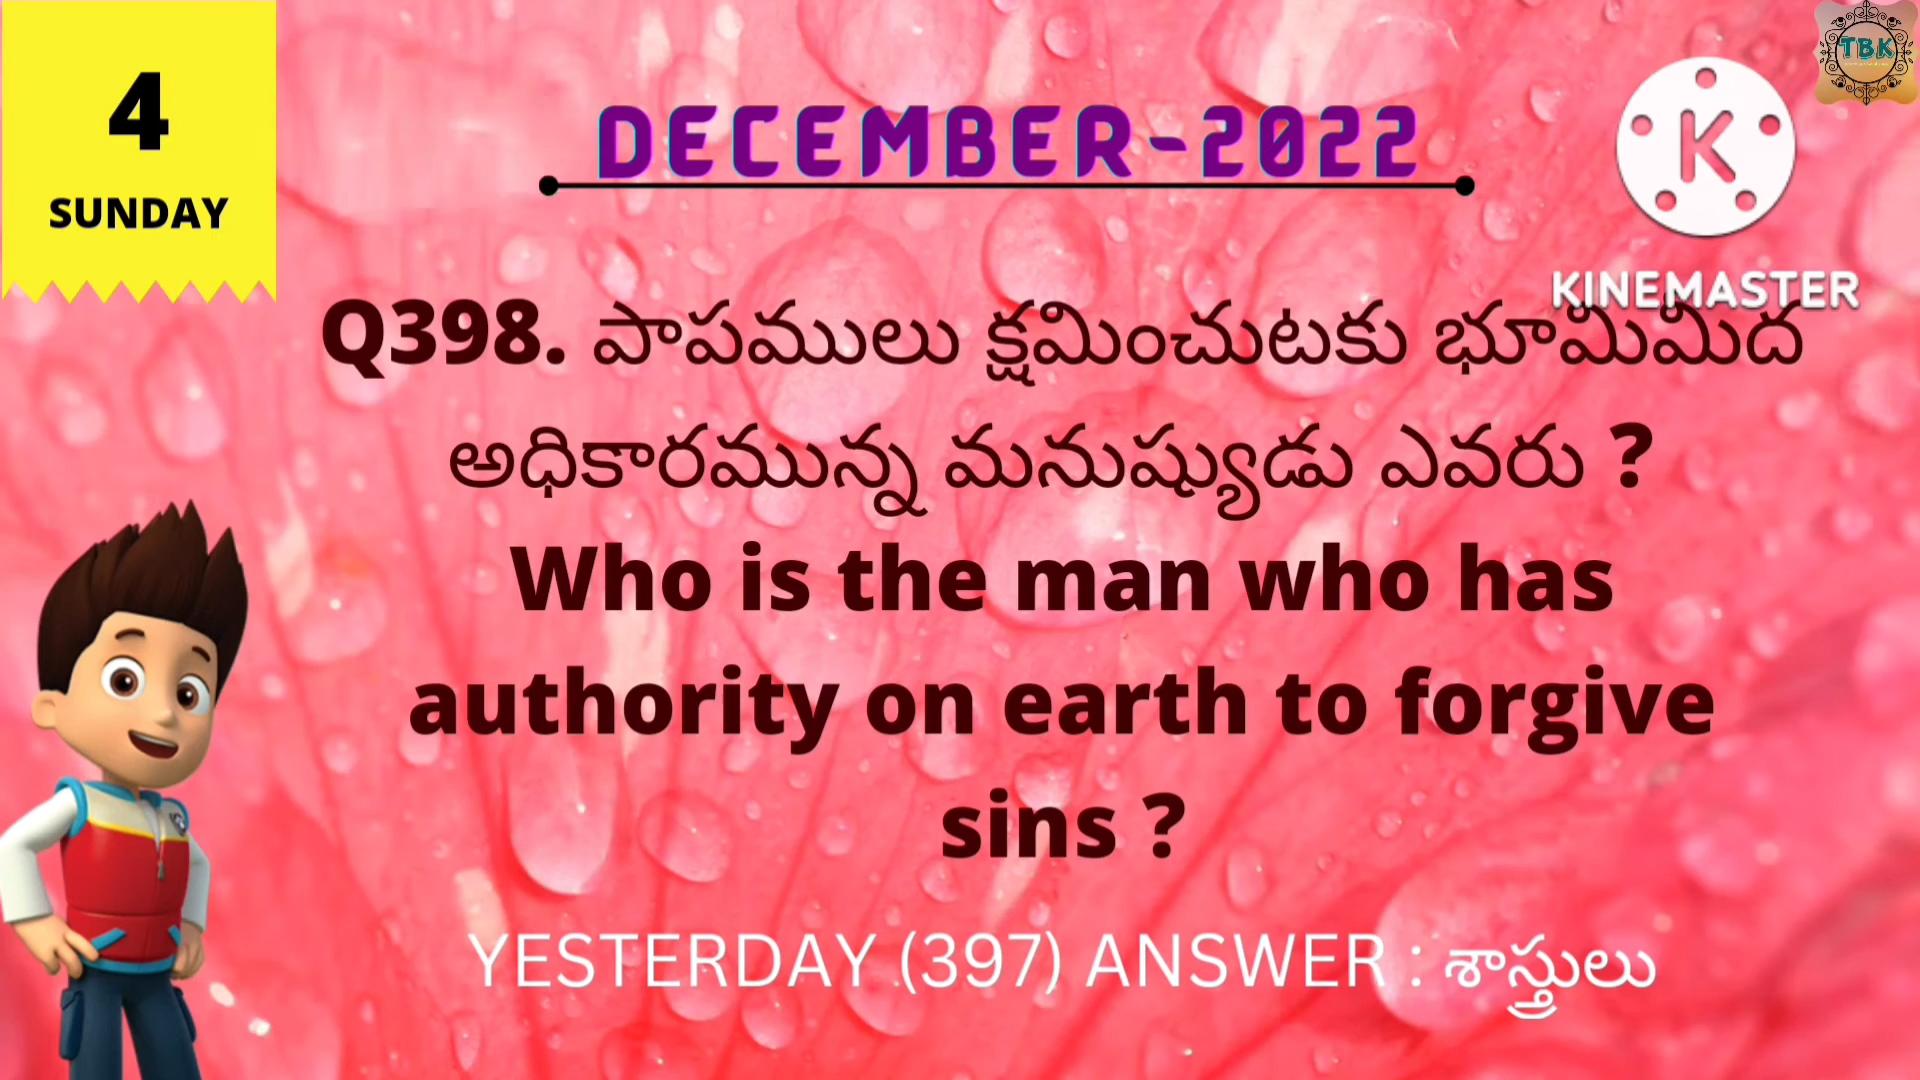 4
SUNDAY
DECEMBER-2022
TBK
K
KINEMASTER
Q398. పాపములు క్షమించుటకు భూమిమీద
అధికారమున్న మనుష్యుడు ఎవరు ?
Who is the man who has
authority on earth to forgive
sins ?
YESTERDAY (397) ANSWER : శాస్త్రులు